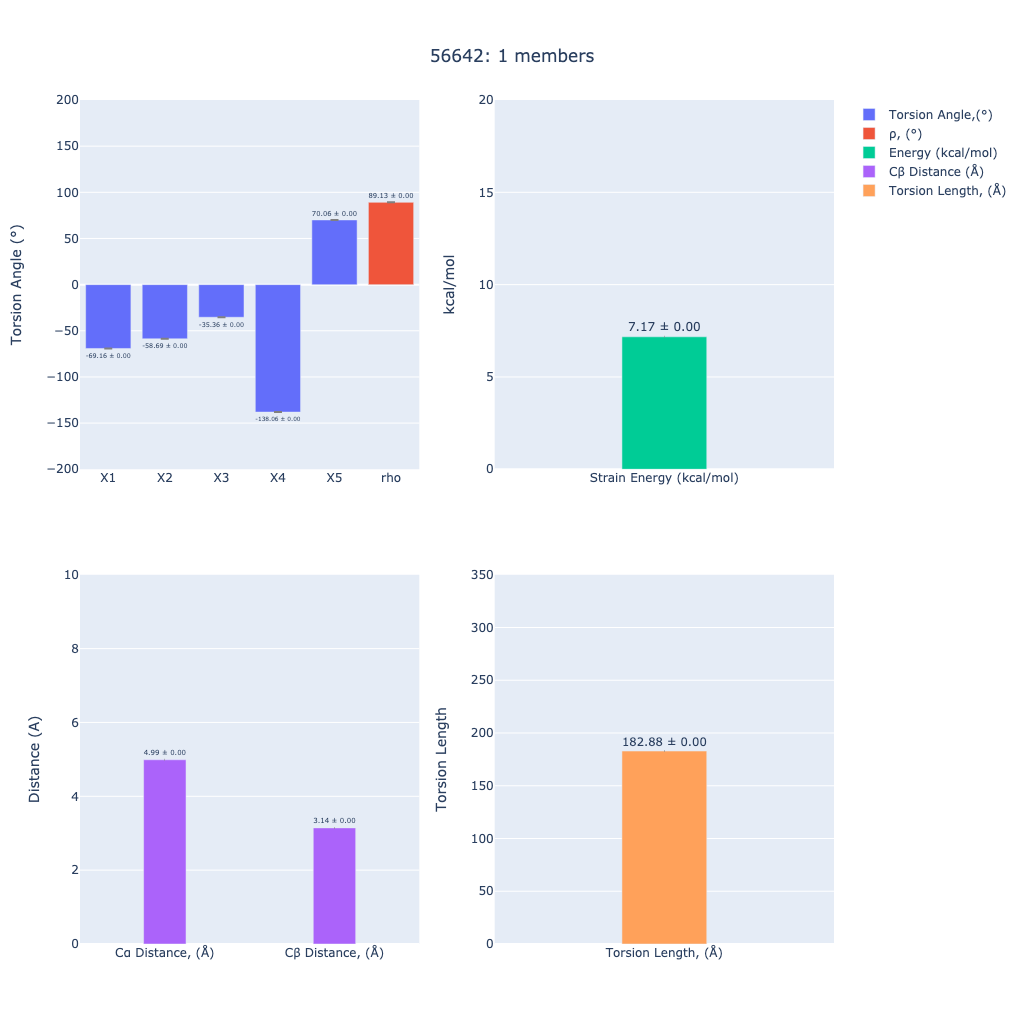 56642: 1 members
Torsion Angle (°)
200
150
100
50
0
−50
−100
−150
−200
-69.16 ± 0.00
-58.69 ± 0.00
-35.36 ± 0.00
-138.06 ± 0.00
70.06 ± 0.00
89.13 ± 0.00
X1 X2 X3 X4 X5 rho
kcal/mol
20
15
10
5
0
7.17 ± 0.00
Strain Energy (kcal/mol)
Torsion Angle,(°)
ρ, (°)
Energy (kcal/mol)
Cβ Distance (Å)
Torsion Length, (Å)
Distance (A)
10
8
6
4
2
0
4.99 ± 0.00
3.14 ± 0.00
Cα Distance, (Å) Cβ Distance, (Å)
Torsion Length
350
300
250
200
150
100
50
0
182.88 ± 0.00
Torsion Length, (Å)